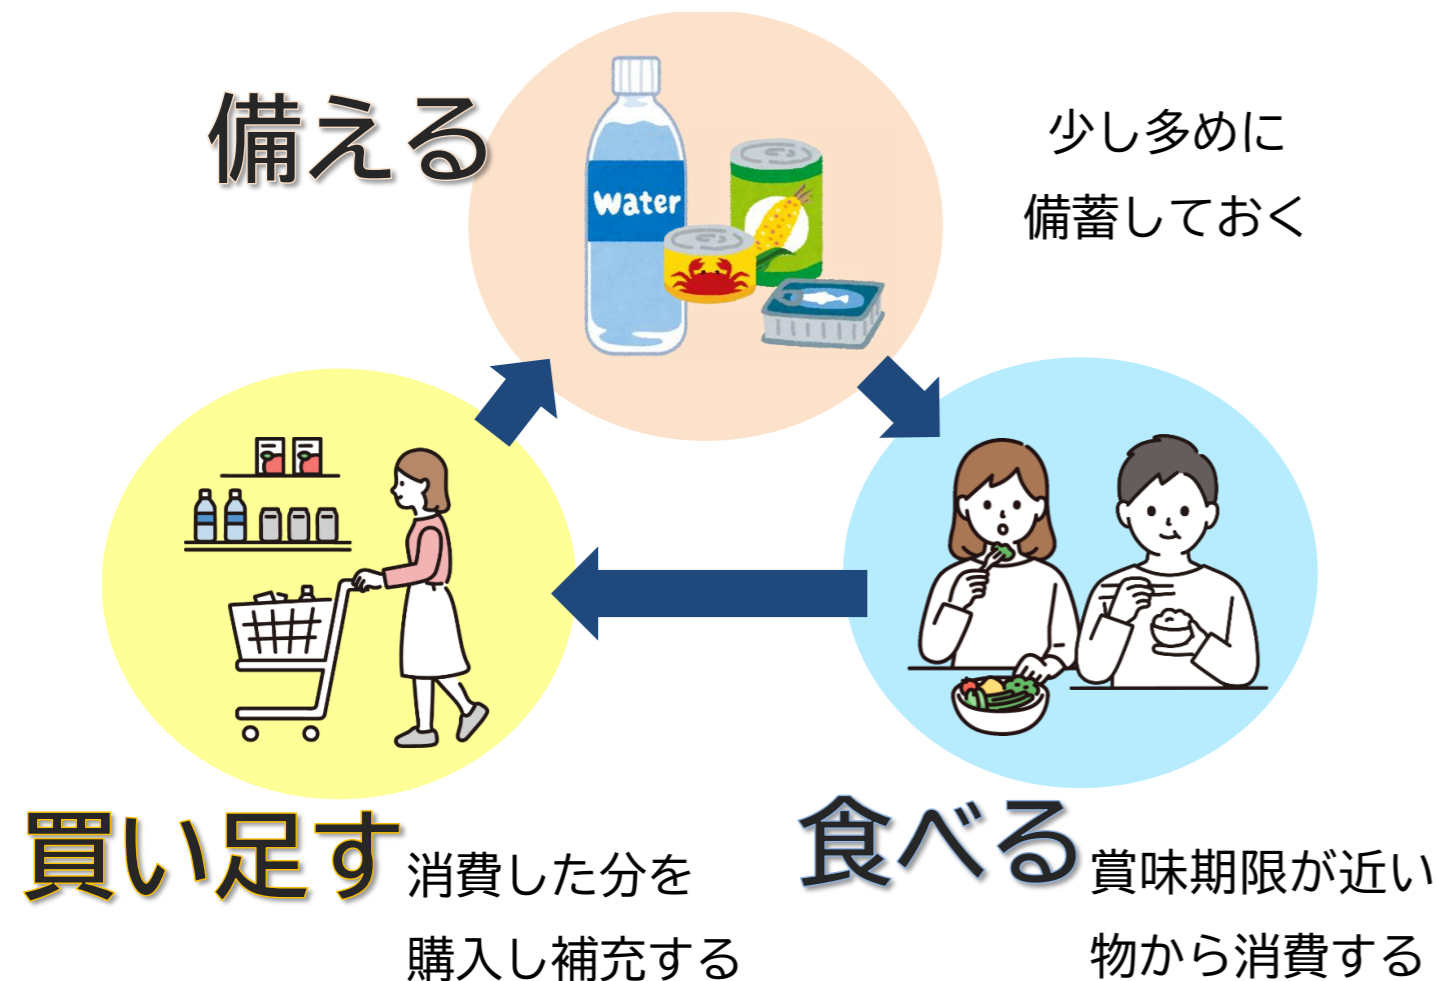 備える
少し多めに
備蓄しておく
Water
買い足す
消費した分を
購入し補充する
食べる
賞味期限が近い
物から消費する